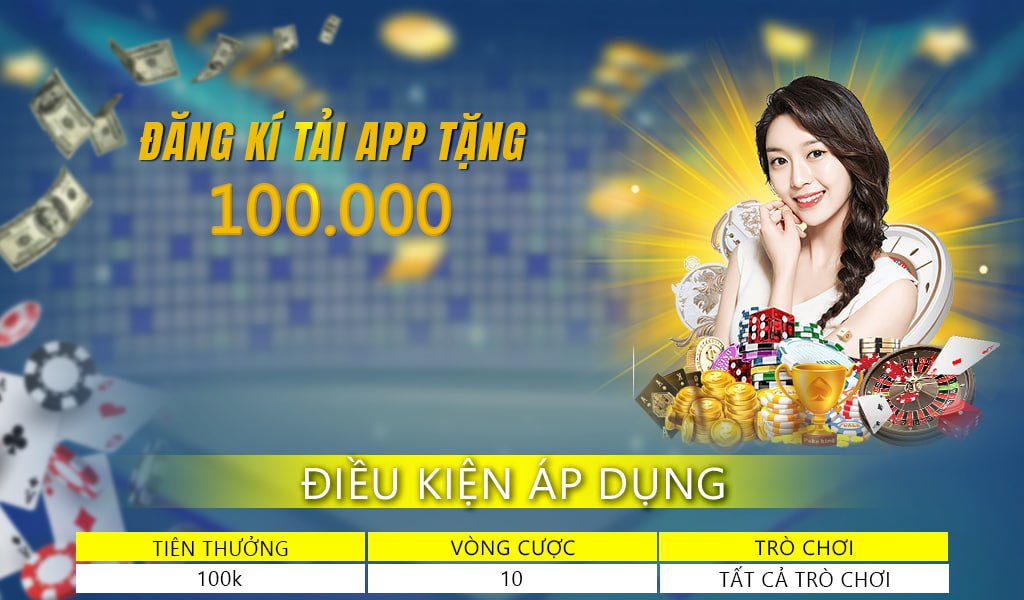 ĐĂNG KÍ TẢI APP TẶNG
100.000
ĐIỀU KIỆN ÁP DỤNG
TIÊN THƯỞNG VÒNG CƯỢC TRÒ CHƠI
100k 10 TẤT CẢ TRÒ CHƠI